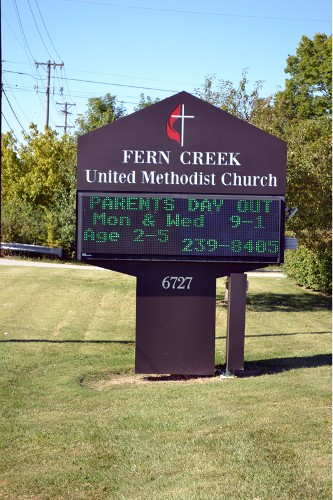 FERN CREEK
United Methodist Church
PARENTS DAY OUT
Mon & Wed 9-1
Age 2-5 239-8405
6727